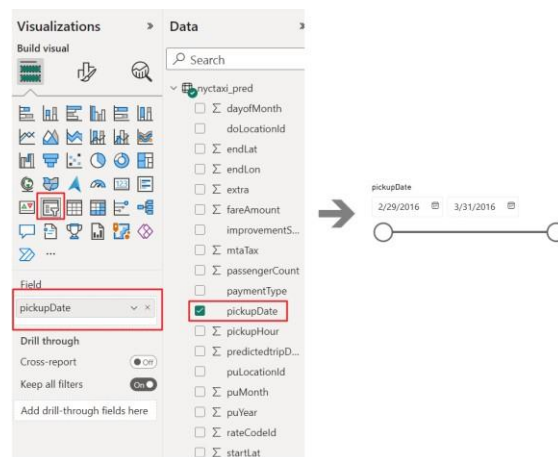 Visualizations
Build visual
123
...
Field
pickupDate
Drill through
Cross-report
Off
Keep all filters
On
Add drill-through fields here
Data
Search
nyctaxi_pred
∑ dayofMonth
doLocationId
∑ endLat
∑ endLon
∑ extra
∑ fareAmount
improvementS...
∑ mtaTax
∑ passengerCount
paymentType
pickupDate
∑ pickupHour
∑ predictedtripD...
puLocationId
∑ puMonth
∑ puYear
∑ rateCodeId
∑ startLat
pickupDate
2/29/2016 3/31/2016